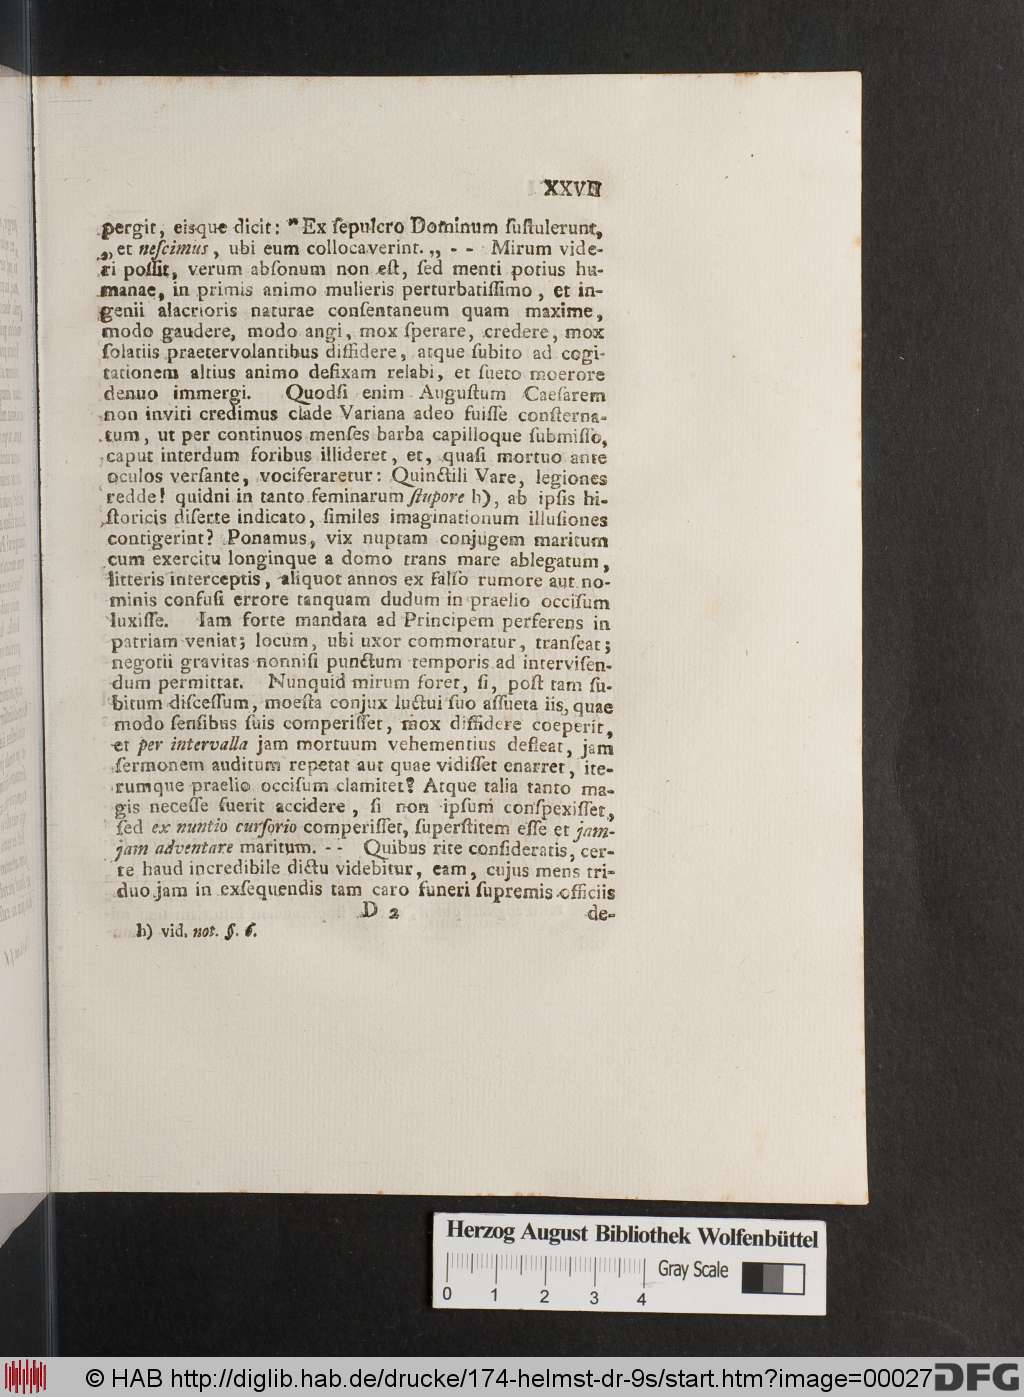 XXVII
pergit, eisque dicit: "Ex ſepulcro Dominum ſuſtulerunt,
„ et neſcimus, ubi eum collocaverint. „ - - Mirum vide-
ri poſſit, verum abſonum non eſt, ſed menti potius hu-
manae, in primis animo mulieris perturbatiſſimo, et in-
genii alacrioris naturae conſentaneum quam maxime,
modo gaudere, modo angi, mox ſperare, credere, mox
ſolatiis praetervolantibus diffidere, atque ſubito ad cogi-
tationem altius animo defixam relabi, et ſueto moerore
denuo immergi. Quodſi enim Auguſtum Caeſarem
non inviti credimus clade Variana adeo fuiſſe conſterna-
tum, ut per continuos menſes barba capilloque ſubmiſſo,
caput interdum foribus illideret, et, quaſi mortuo ante
oculos verſante, vociferaretur: Quinctili Vare, legiones
redde! quidni in tanto feminarum ſtupore h), ab ipſis hi-
ſtoricis diſerte indicato, ſimiles imaginationum illuſiones
contigerint? Ponamus, vix nuptam conjugem maritum
cum exercitu longinque a domo trans mare ablegatum,
litteris interceptis, aliquot annos ex falſo rumore aut no-
minis confuſi errore tanquam dudum in praelio occiſum
luxiſſe. Iam forte mandata ad Principem perferens in
patriam veniat; locum, ubi uxor commoratur, tranſeat;
negotii gravitas nonniſi punctum temporis ad interviſen-
dum permittat. Nunquid mirum foret, ſi, poſt tam ſu-
bitum diſceſſum, moeſta conjux luctui ſuo aſſueta iis, quae
modo ſenſibus ſuis comperiſſet, mox diffidere coeperit,
et per intervalla jam mortuum vehementius defleat, jam
ſermonem auditum repetat aut quae vidiſſet enarret, ite-
rumque praelio occiſum clamitet? Atque talia tanto ma-
gis neceſſe fuerit accidere, ſi non ipſum conſpexiſſet,
ſed ex nuntio curſorio comperiſſet, ſuperſtitem eſſe et jam-
jam adventare maritum. - - Quibus rite conſideratis, cer-
te haud incredibile dictu videbitur, eam, cujus mens tri-
duo jam in exſequendis tam caro funeri ſupremis officiis
D 2 de-
h) vid. not. §. 6.
Herzog August Bibliothek Wolfenbüttel
Gray Scale
0 1 2 3 4
© HAB http://diglib.hab.de/drucke/174-helmst-dr-9s/start.htm?image=00027
DFG